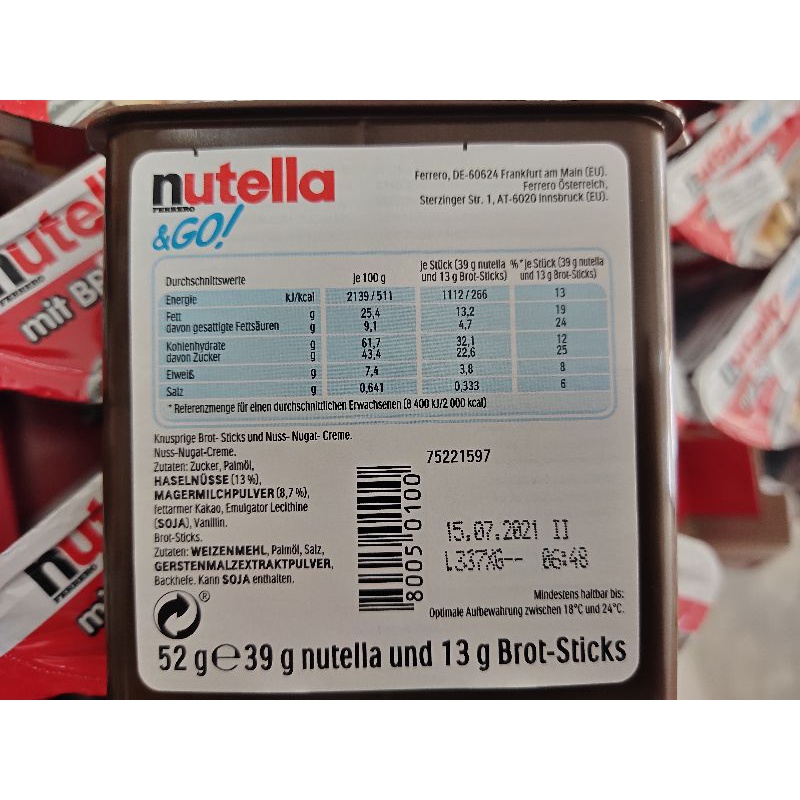 nutella
FERRERO
&GO!
Ferrero, DE-60624 Frankfurt am Main (EU).
Ferrero Österreich,
Sterzinger Str. 1, AT-6020 Innsbruck (EU).
Durchschnittswerte je 100 g je Stück (39 g nutella und 13 g Brot-Sticks) %*je Stück (39 g nutella und 13 g Brot-Sticks)
Energie kJ/kcal 2139/511 1112/266 13
Fett g 25,4 13,2 19
davon gesättigte Fettsäuren g 9,1 4,7 24
Kohlenhydrate g 61,7 32,1 12
davon Zucker g 43,4 22,6 25
Eiweiß g 7,4 3,8 8
Salz g 0,641 0,333 6
* Referenzmenge für einen durchschnittlichen Erwachsenen (8 400 kJ/2 000 kcal)
Knusprige Brot- Sticks und Nuss- Nugat- Creme.
Nuss-Nugat-Creme.
Zutaten: Zucker, Palmöl,
HASELNÜSSE (13 %),
MAGERMILCHPULVER (8,7 %),
fettarmer Kakao, Emulgator Lecithine
(SOJA), Vanillin.
Brot-Sticks.
Zutaten: WEIZENMEHL, Palmöl, Salz,
GERSTENMALZEXTRAKTPULVER,
Backhefe. Kann SOJA enthalten.
®
8005 0100
75221597
15.07.2021 II
06:48
Mindestens haltbar bis:
Optimale Aufbewahrung zwischen 18°C und 24°C.
52 g e 39 g nutella und 13 g Brot-Sticks
nute
FERRERO
mit BR
nu
FERRERO
mi